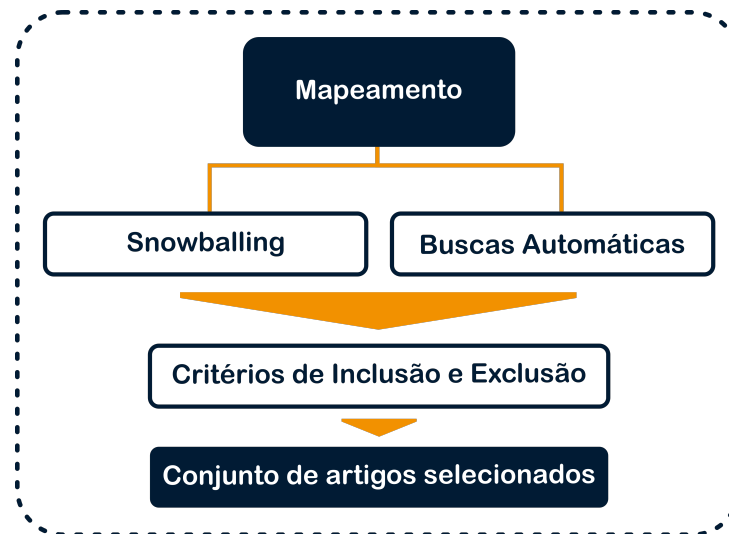 Mapeamento
Snowballing
Buscas Automáticas
Critérios de Inclusão e Exclusão
Conjunto de artigos selecionados